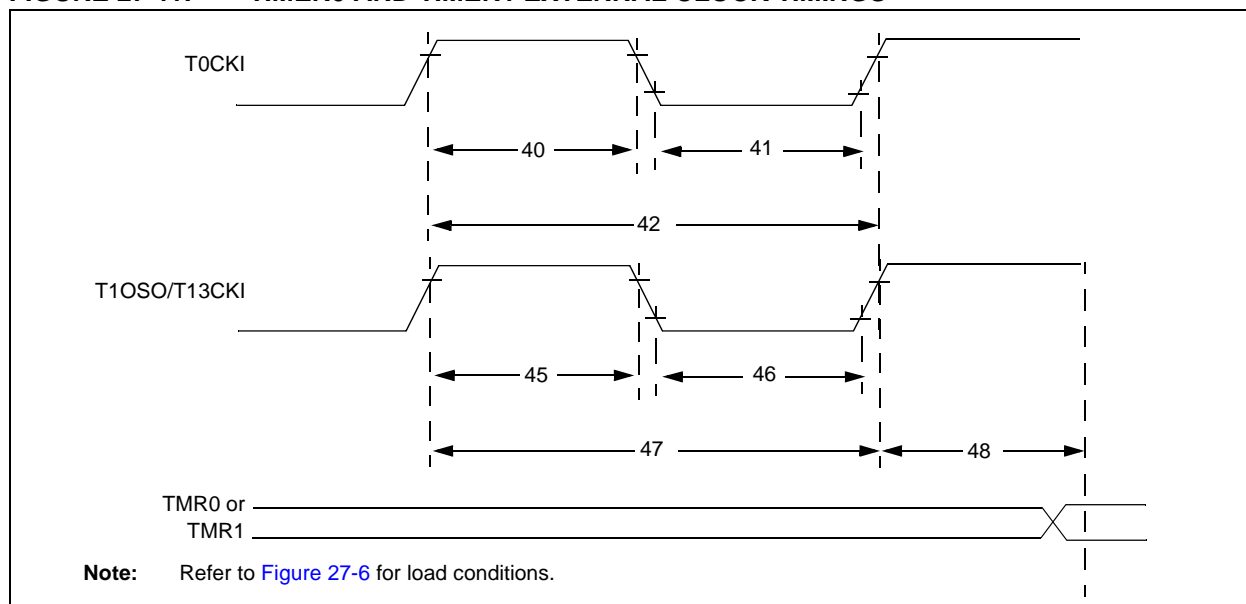 T0CKI
40
41
42
T1OSO/T13CKI
45
46
47
48
TMR0 or
TMR1
Note: Refer to Figure 27-6 for load conditions.